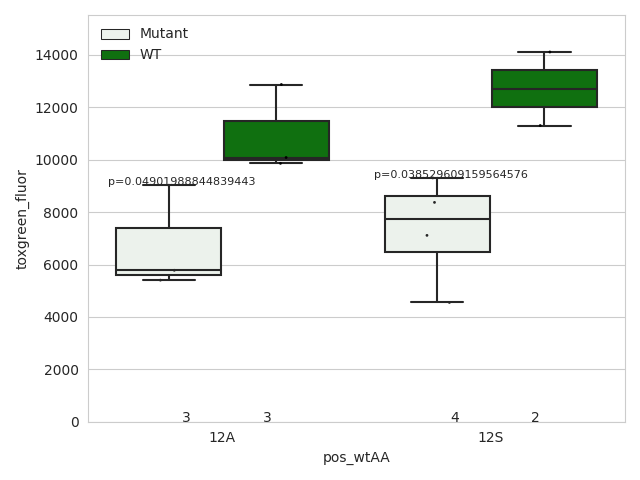 Mutant
WT
14000
12000
10000
8000
6000
4000
2000
0
toxgreen_fluor
p=0.04901988844839443
p=0.038529609159564576
3
3
4
2
12A
12S
pos_wtAA